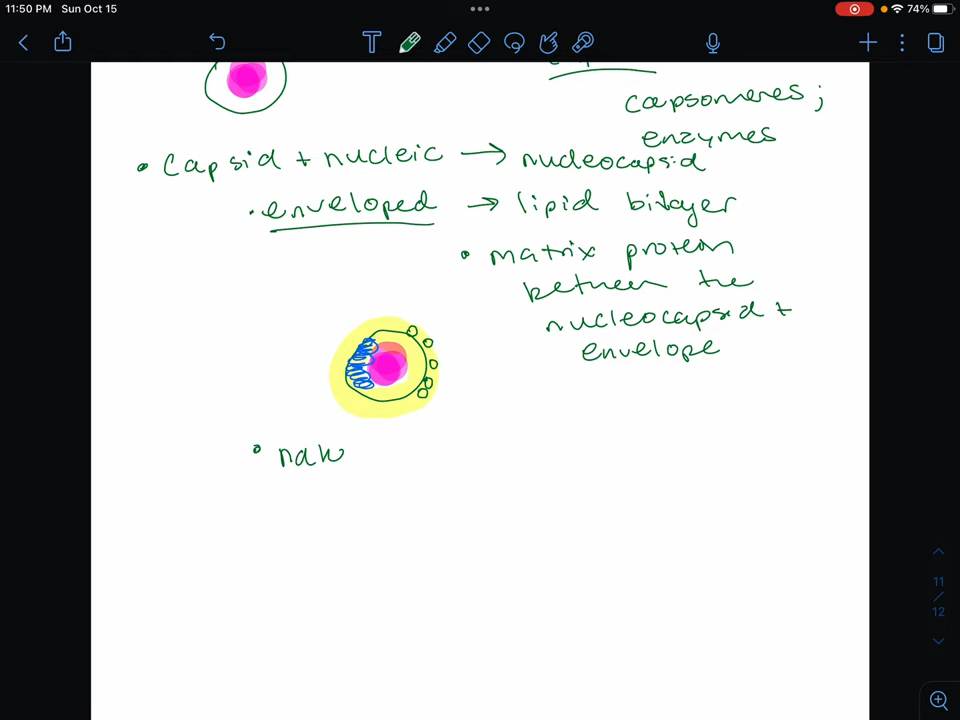 11:50 PM Sun Oct 15
74%
capsomeres ;
enzymes
• Capsid + nucleic → nucleocapsid
• enveloped → lipid bilayer
• matrix protein
between the
nucleocapsid +
envelope
• nak
11
/
12